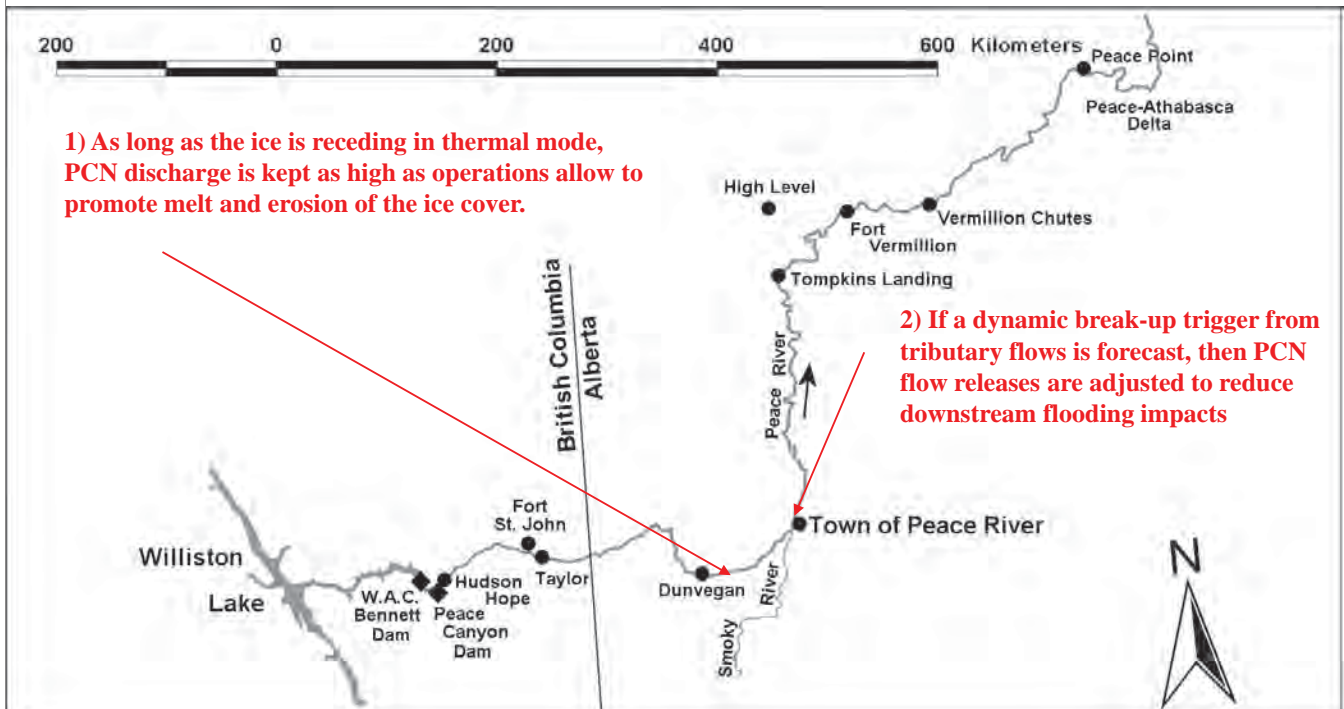 200 0 200 400 600 Kilometers
Peace Point
Peace-Athabasca
Delta
1) As long as the ice is receding in thermal mode,
PCN discharge is kept as high as operations allow to
promote melt and erosion of the ice cover.
High Level
Vermillion Chutes
Fort
Vermillion
Tompkins Landing
British Columbia
Alberta
2) If a dynamic break-up trigger from
tributary flows is forecast, then PCN
flow releases are adjusted to reduce
downstream flooding impacts
Peace River
Fort
St. John
Town of Peace River
Williston
Lake
Taylor
Hudson
Hope
W.A.C.
Bennett
Dam
Peace
Canyon
Dam
Dunvegan
Smoky River
N